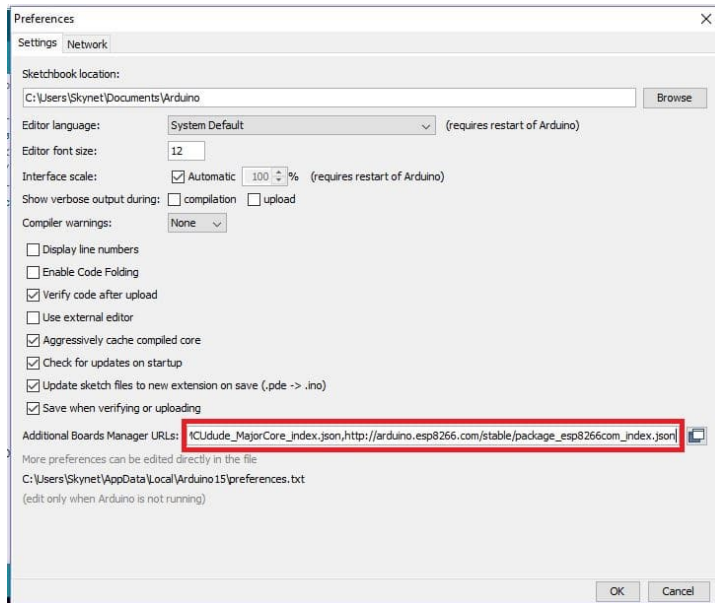 Preferences
Settings Network
Sketchbook location:
C:\Users\Skynet\Documents\Arduino Browse
Editor language: System Default (requires restart of Arduino)
Editor font size: 12
Interface scale: Automatic 100 % (requires restart of Arduino)
Show verbose output during: compilation upload
Compiler warnings: None
Display line numbers
Enable Code Folding
Verify code after upload
Use external editor
Aggressively cache compiled core
Check for updates on startup
Update sketch files to new extension on save (.pde -> .ino)
Save when verifying or uploading
Additional Boards Manager URLs: MCUdude_MajorCore_index.json,http://arduino.esp8266.com/stable/package_esp8266com_index.json
More preferences can be edited directly in the file
C:\Users\Skynet\AppData\Local\Arduino15\preferences.txt
(edit only when Arduino is not running)
OK Cancel